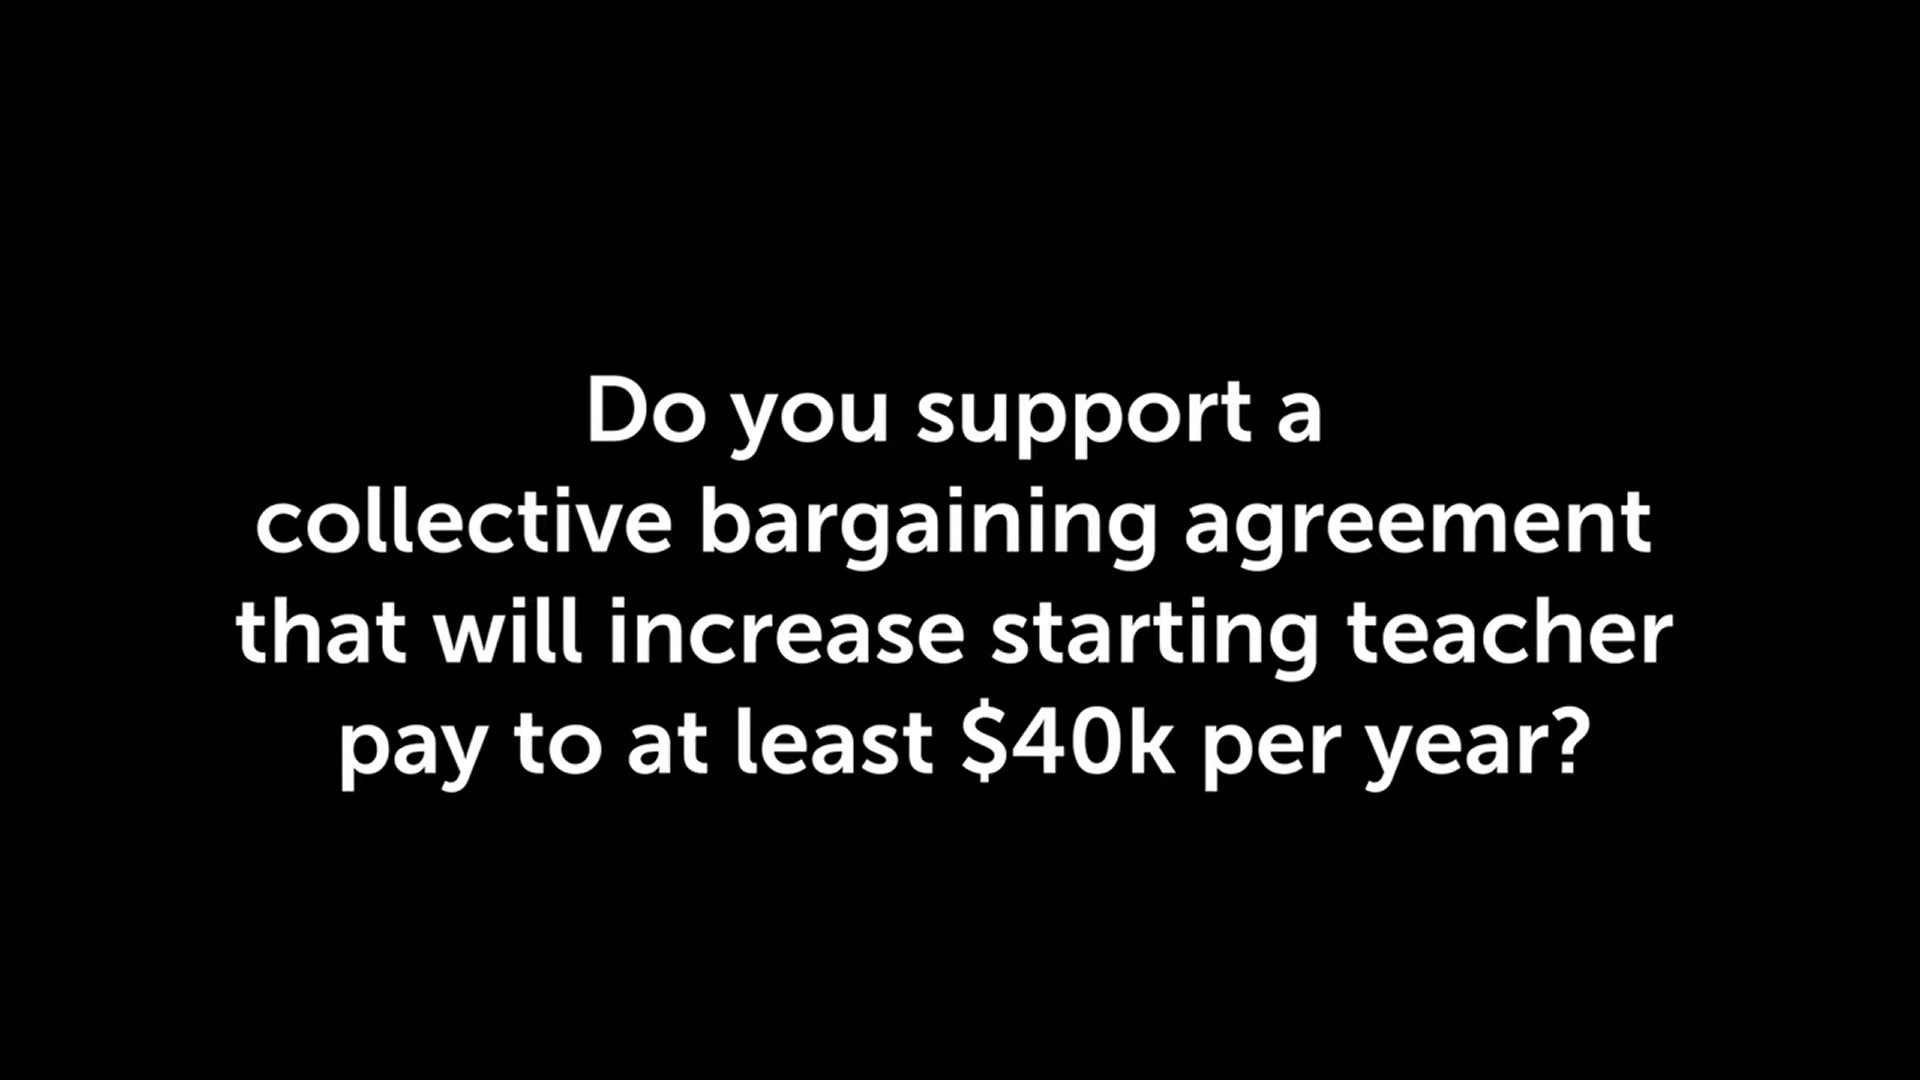 Do you support a
collective bargaining agreement
that will increase starting teacher
pay to at least $40k per year?